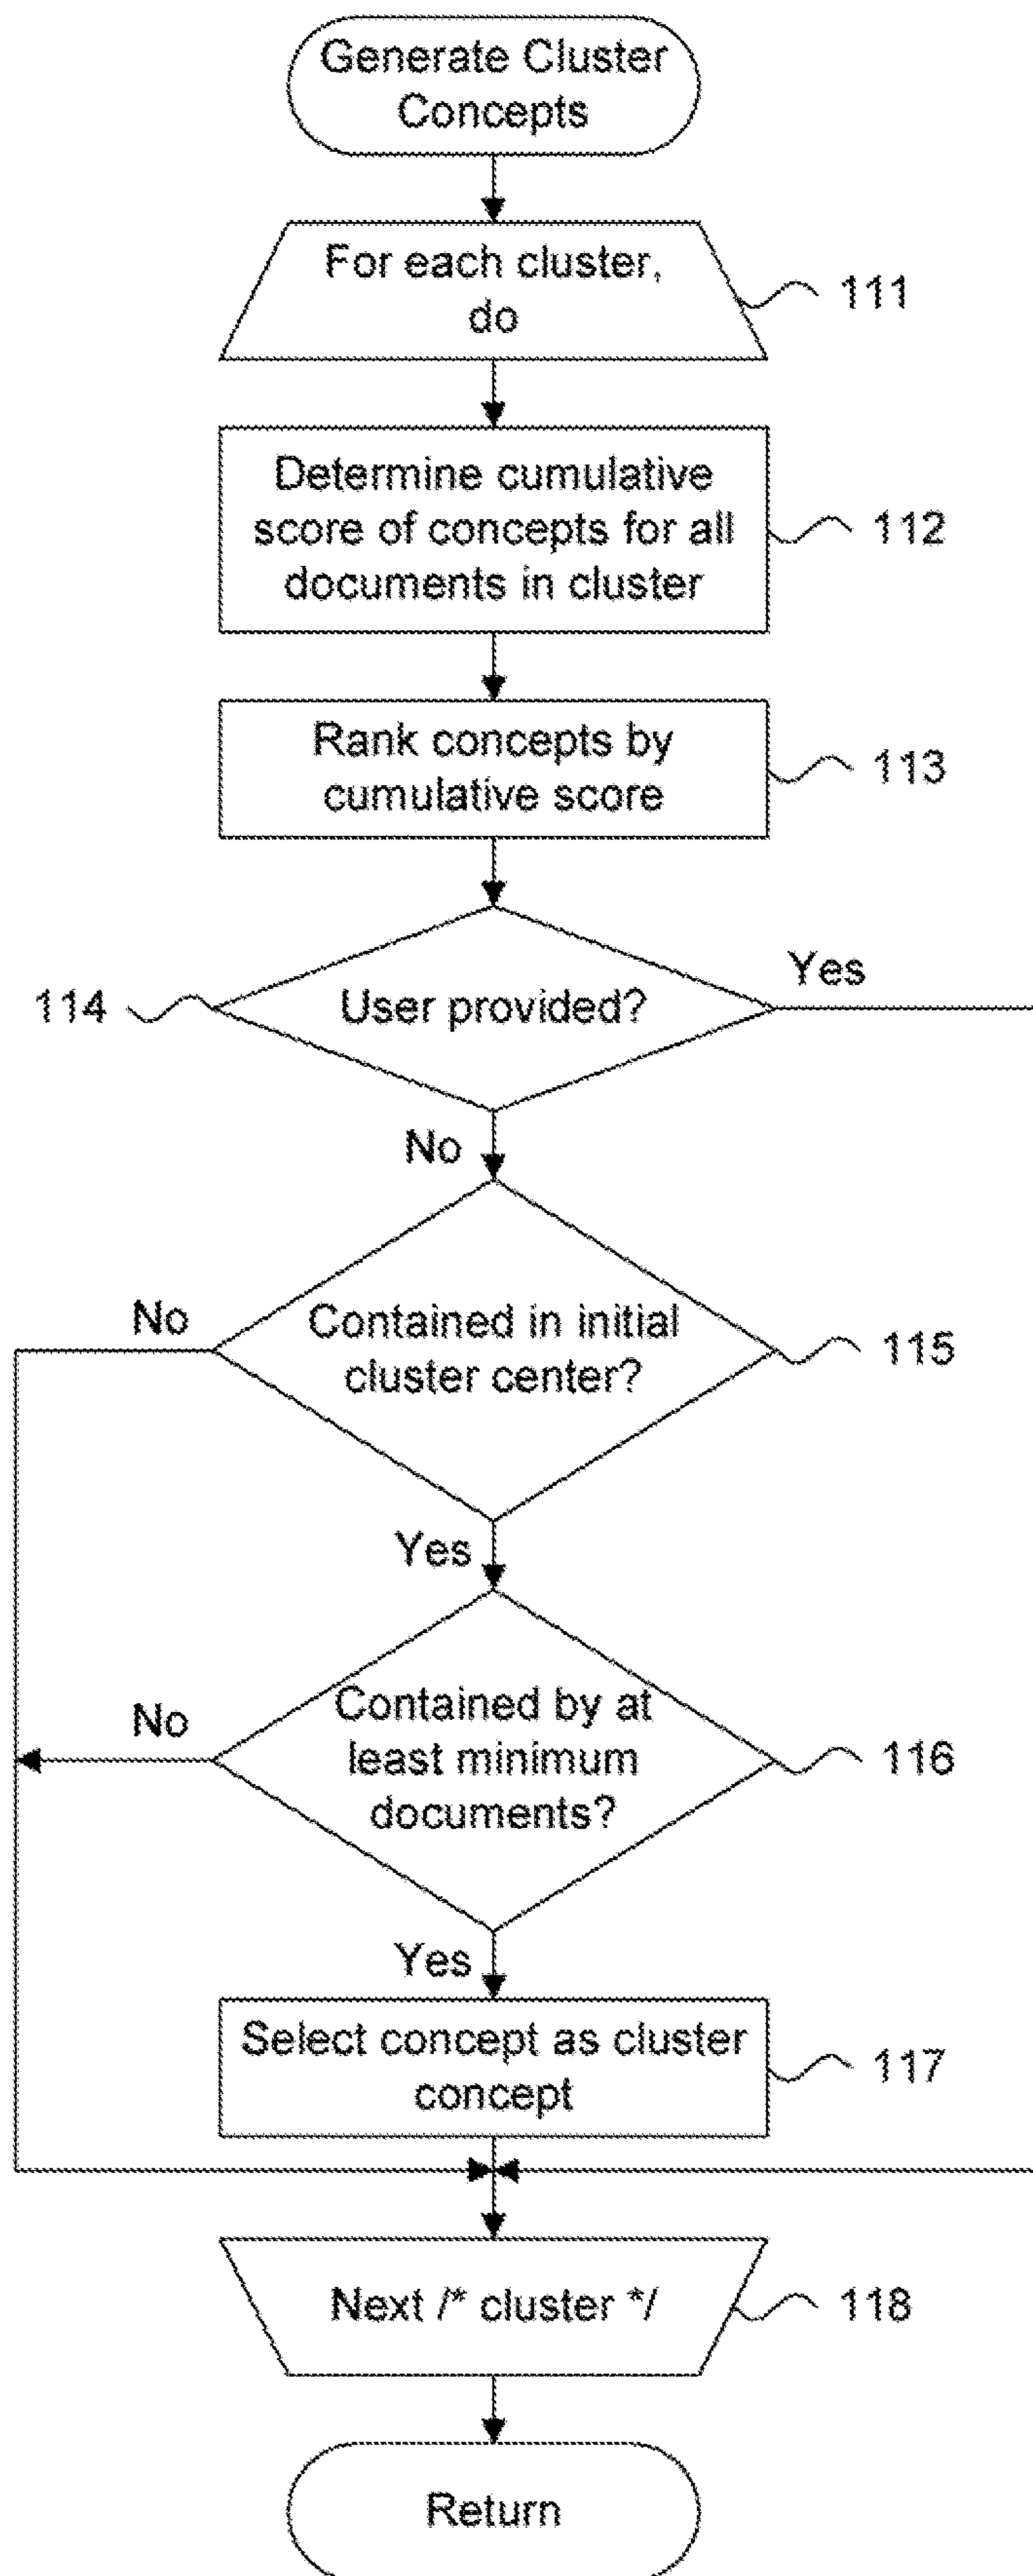 Generate Cluster
Concepts
For each cluster,
do
111
Determine cumulative
score of concepts for all
documents in cluster
112
Rank concepts by
cumulative score
113
114
User provided?
Yes
No
No
Contained in initial
cluster center?
115
Yes
No
Contained by at
least minimum
documents?
116
Yes
Select concept as cluster
concept
117
Next /* cluster */
118
Return